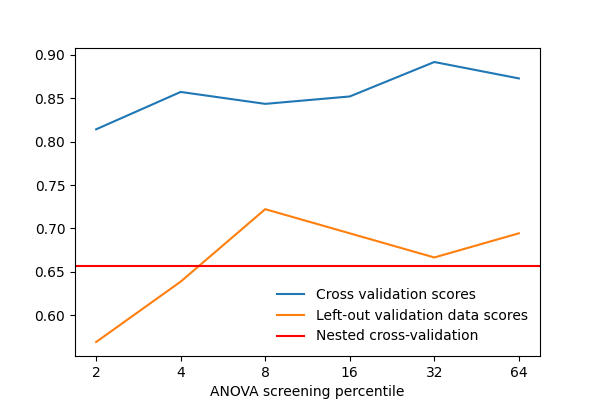 0.90
0.85
0.80
0.75
0.70
0.65
0.60
Cross validation scores
Left-out validation data scores
Nested cross-validation
2 4 8 16 32 64
ANOVA screening percentile